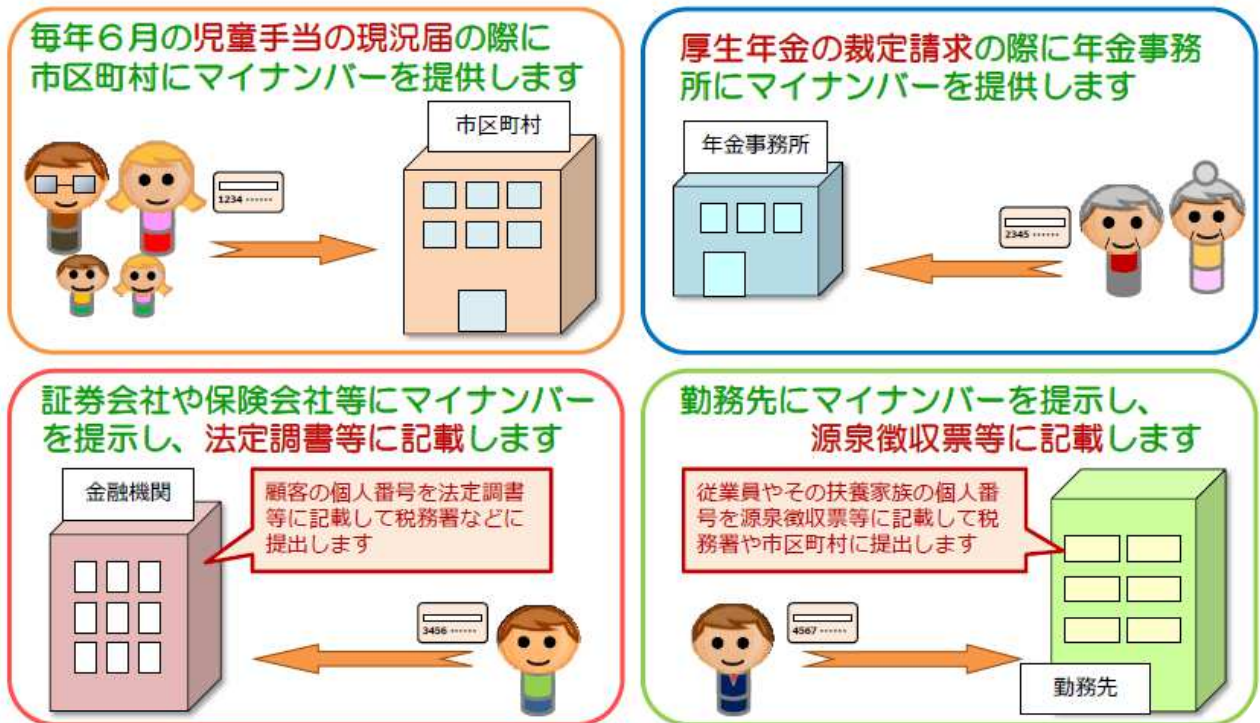 毎年6月の児童手当の現況届の際に
市区町村にマイナンバーを提供します
市区町村
1234 ……
厚生年金の裁定請求の際に年金事務
所にマイナンバーを提供します
年金事務所
2345 ……
証券会社や保険会社等にマイナンバー
を提示し、法定調書等に記載します
金融機関
顧客の個人番号を法定調書
等に記載して税務署などに
提出します
3456 ……
勤務先にマイナンバーを提示し、
源泉徴収票等に記載します
従業員やその扶養家族の個人番
号を源泉徴収票等に記載して税
務署や市区町村に提出します
4567 ……
勤務先